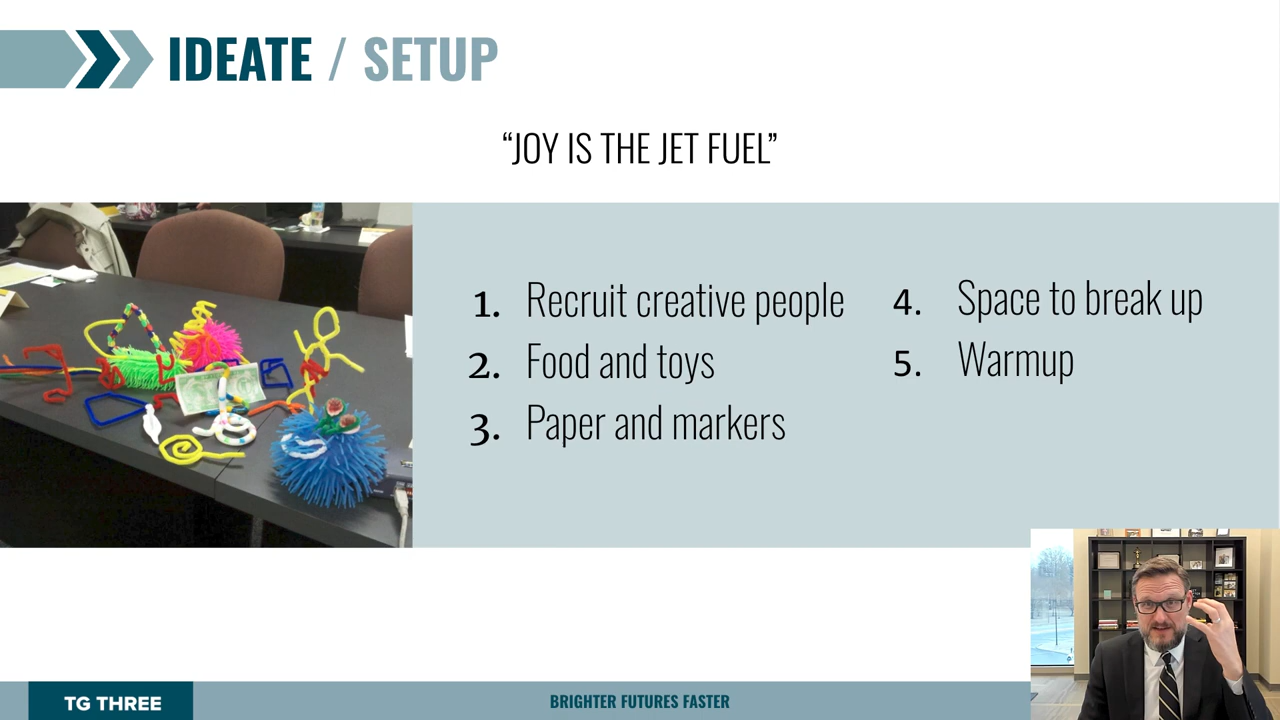 IDEATE / SETUP
“JOY IS THE JET FUEL”
1. Recruit creative people
2. Food and toys
3. Paper and markers
4. Space to break up
5. Warmup
TG THREE
BRIGHTER FUTURES FASTER